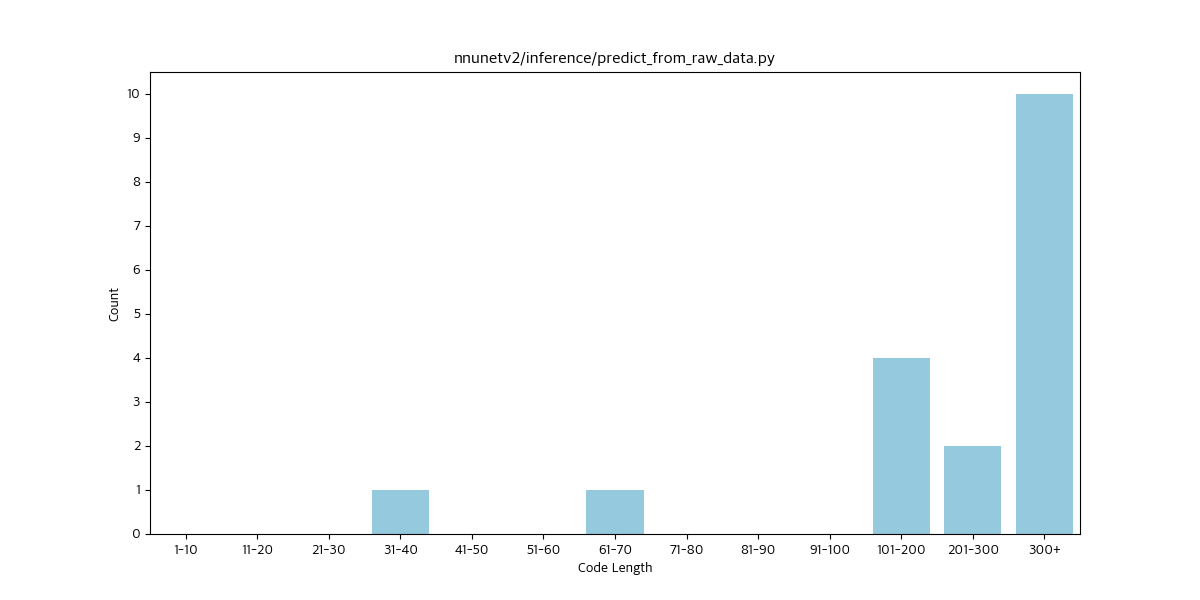 nnunetv2/inference/predict_from_raw_data.py
10
9
8
7
6
5
4
3
2
1
0
Count
1-10 11-20 21-30 31-40 41-50 51-60 61-70 71-80 81-90 91-100 101-200 201-300 300+
Code Length